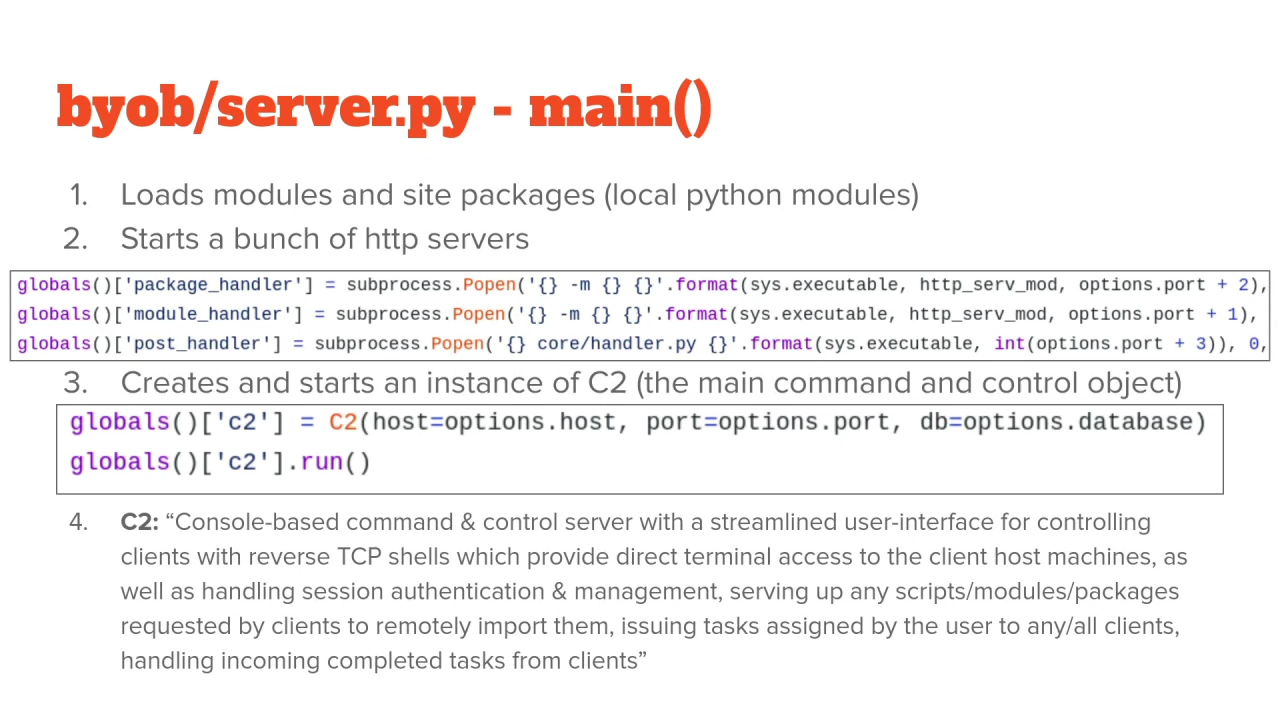 byob/server.py - main()
1. Loads modules and site packages (local python modules)
2. Starts a bunch of http servers
globals()['package_handler'] = subprocess.Popen('{} -m {} {}'.format(sys.executable, http_serv_mod, options.port + 2),
globals()['module_handler'] = subprocess.Popen('{} -m {} {}'.format(sys.executable, http_serv_mod, options.port + 1),
globals()['post_handler'] = subprocess.Popen('{} core/handler.py {}'.format(sys.executable, int(options.port + 3)), 0,
3. Creates and starts an instance of C2 (the main command and control object)
globals()['c2'] = C2(host=options.host, port=options.port, db=options.database)
globals()['c2'].run()
4. C2: “Console-based command & control server with a streamlined user-interface for controlling
clients with reverse TCP shells which provide direct terminal access to the client host machines, as
well as handling session authentication & management, serving up any scripts/modules/packages
requested by clients to remotely import them, issuing tasks assigned by the user to any/all clients,
handling incoming completed tasks from clients”